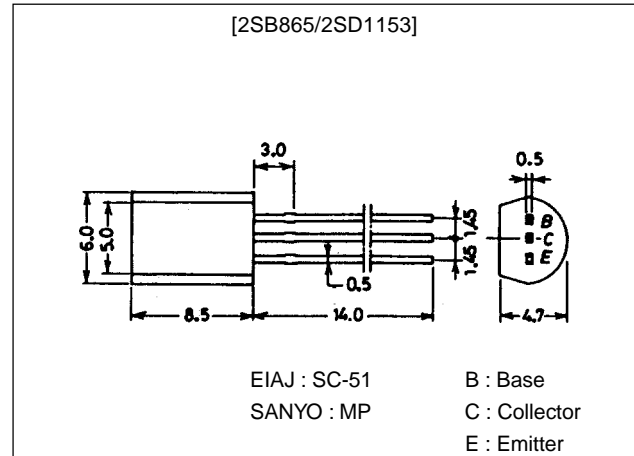 [2SB865/2SD1153]
3.0
0.5
6.0
5.0
1.45
1.45
B
C
E
0.5
8.5
14.0
4.7
EIAJ : SC-51
B : Base
SANYO : MP
C : Collector
E : Emitter